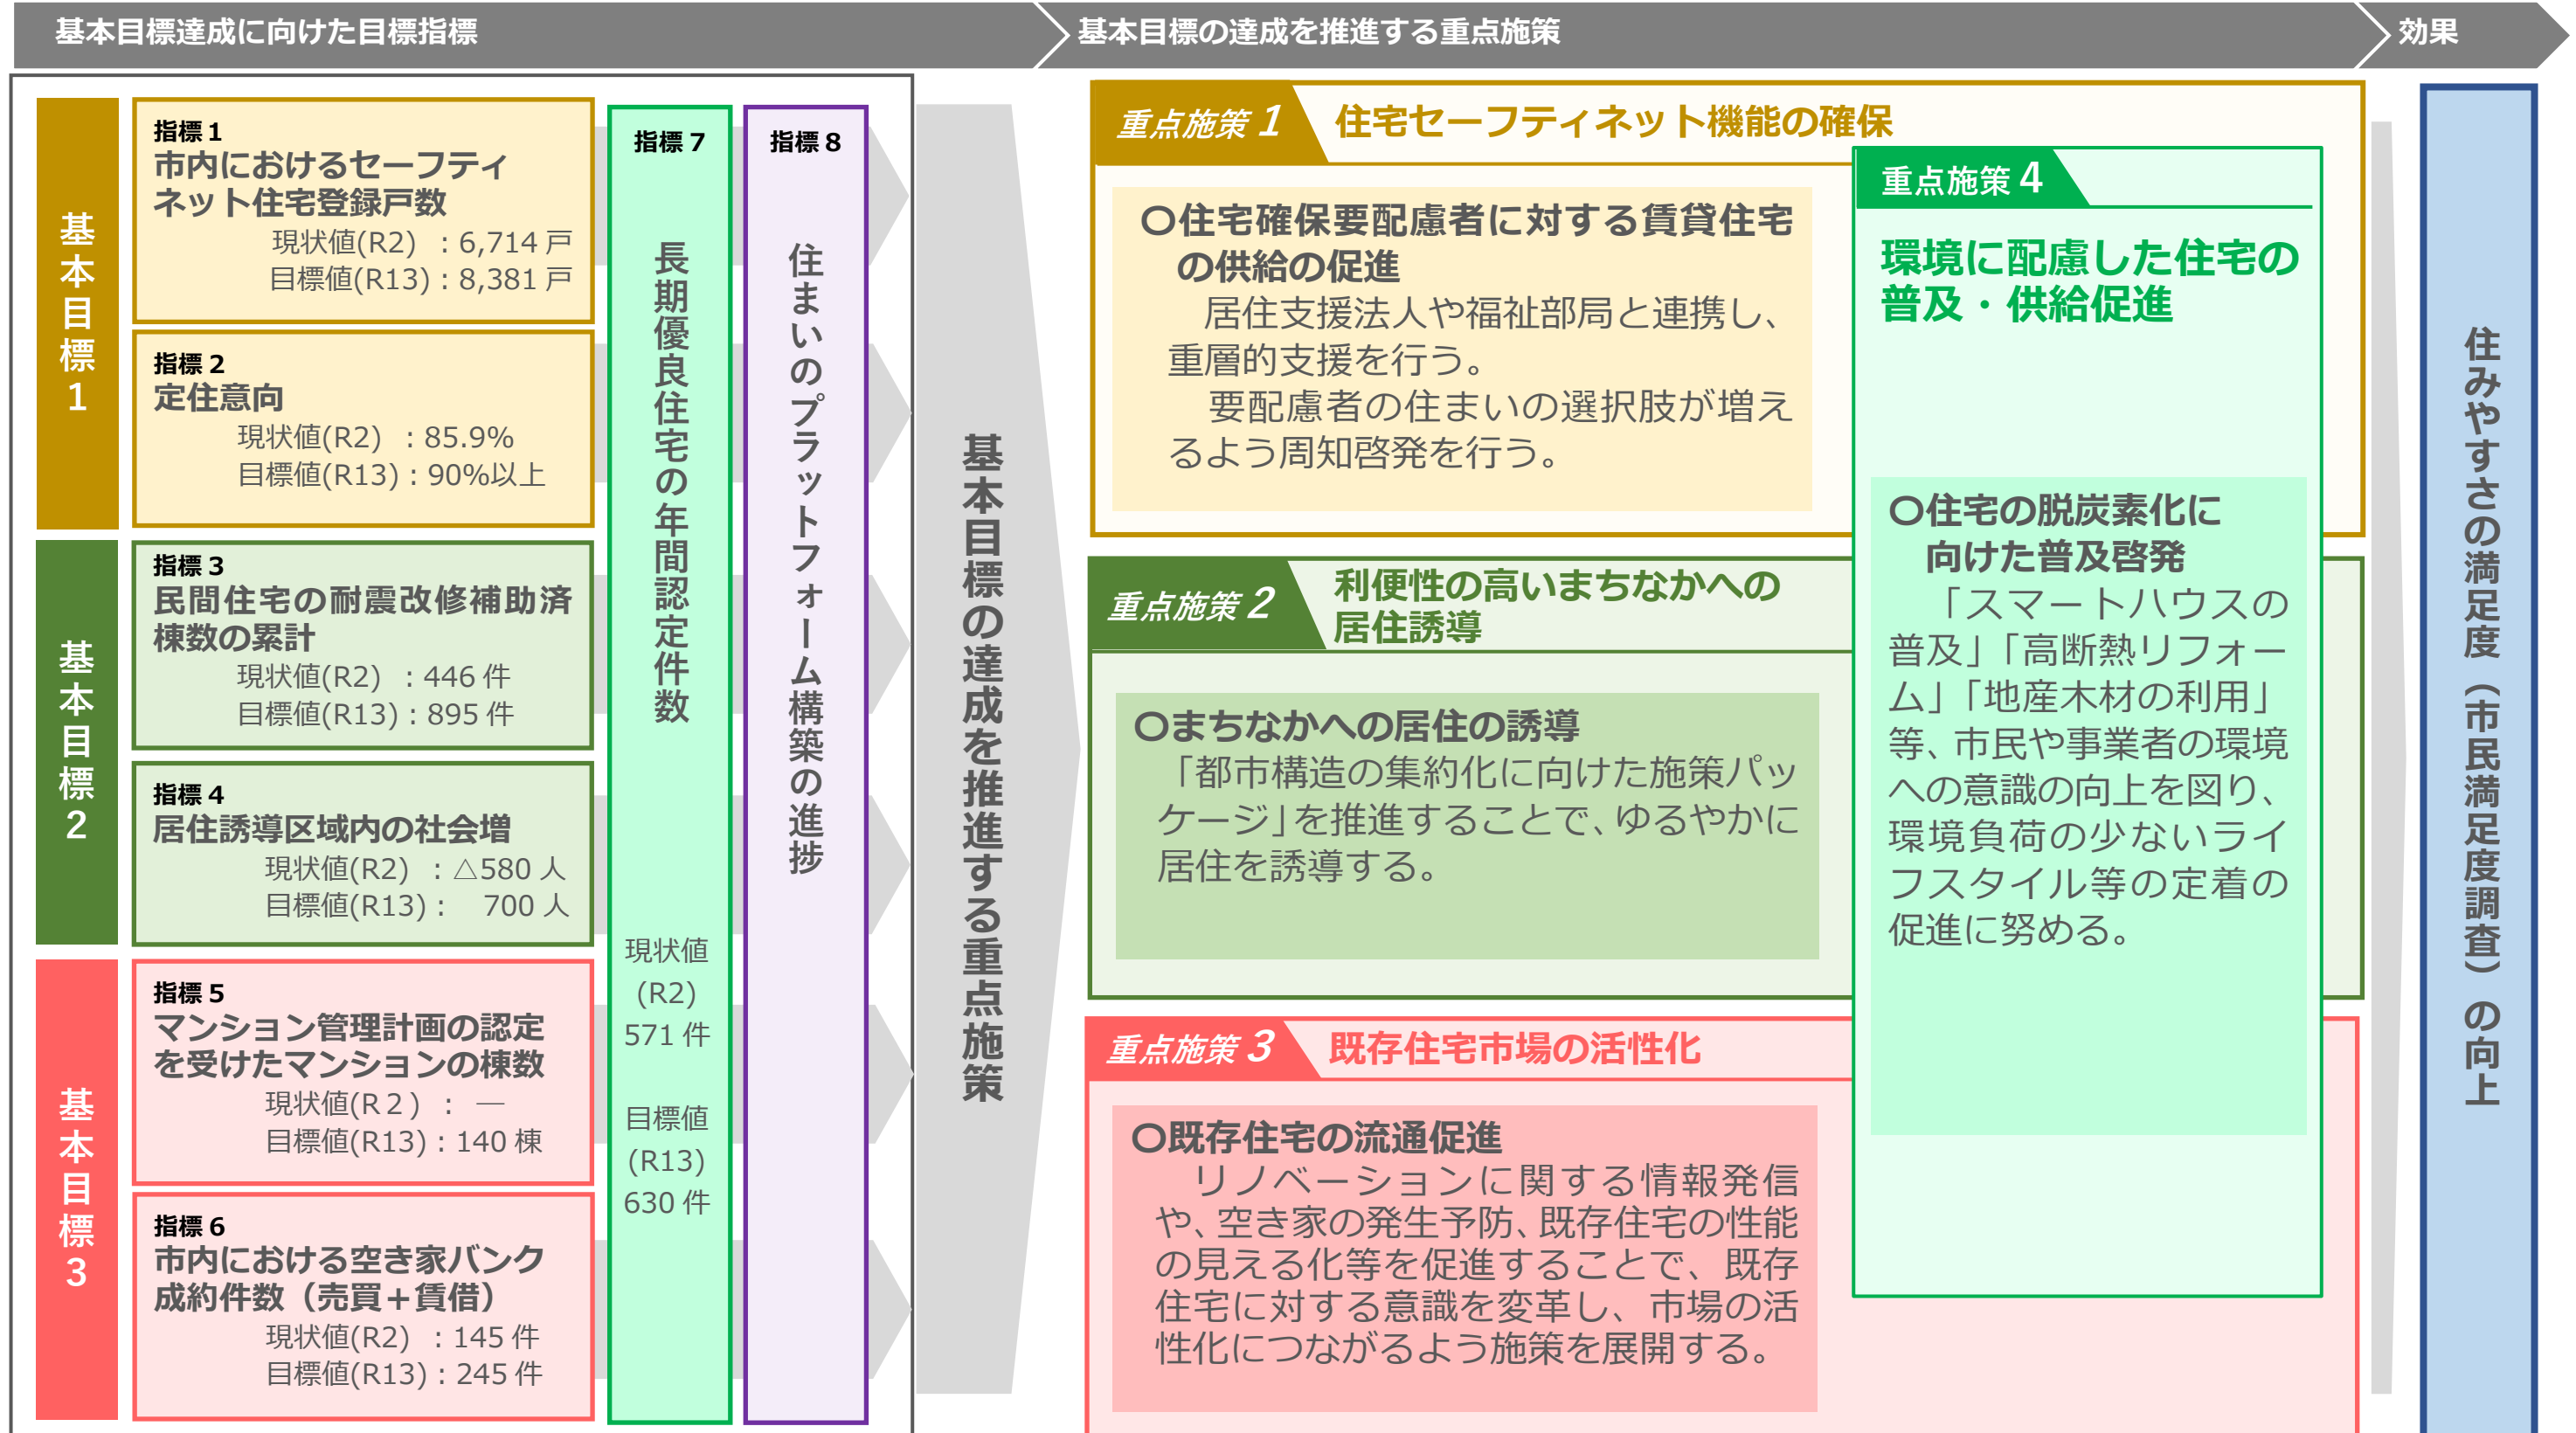 基本目標達成に向けた目標指標
基本目標の達成を推進する重点施策
効果
基本目標1
指標1
市内におけるセーフティ
ネット住宅登録戸数
現状値(R2) : 6,714 戸
目標値(R13) : 8,381 戸
指標2
定住意向
現状値(R2) : 85.9%
目標値(R13) : 90%以上
基本目標2
指標3
民間住宅の耐震改修補助済
棟数の累計
現状値(R2) : 446 件
目標値(R13) : 895 件
指標4
居住誘導区域内の社会増
現状値(R2) : △580 人
目標値(R13) : 700 人
基本目標3
指標5
マンション管理計画の認定
を受けたマンションの棟数
現状値(R2) : ―
目標値(R13) : 140 棟
指標6
市内における空き家バンク
成約件数（売買＋賃借）
現状値(R2) : 145 件
目標値(R13) : 245 件
指標7
長期優良住宅の年間認定件数
現状値
(R2)
571 件
目標値
(R13)
630 件
指標8
住まいのプラットフォーム構築の進捗
基本目標の達成を推進する重点施策
重点施策1
住宅セーフティネット機能の確保
〇住宅確保要配慮者に対する賃貸住宅
の供給の促進
居住支援法人や福祉部局と連携し、
重層的支援を行う。
要配慮者の住まいの選択肢が増え
るよう周知啓発を行う。
重点施策2
利便性の高いまちなかへの
居住誘導
〇まちなかへの居住の誘導
「都市構造の集約化に向けた施策パッ
ケージ」を推進することで、ゆるやかに
居住を誘導する。
重点施策3
既存住宅市場の活性化
〇既存住宅の流通促進
リノベーションに関する情報発信
や、空き家の発生予防、既存住宅の性能
の見える化等を促進することで、既存
住宅に対する意識を変革し、市場の活
性化につながるよう施策を展開する。
重点施策4
環境に配慮した住宅の
普及・供給促進
〇住宅の脱炭素化に
向けた普及啓発
「スマートハウスの
普及」「高断熱リフォー
ム」「地産木材の利用」
等、市民や事業者の環境
への意識の向上を図り、
環境負荷の少ないライ
フスタイル等の定着の
促進に努める。
住みやすさの満足度（市民満足度調査）の向上